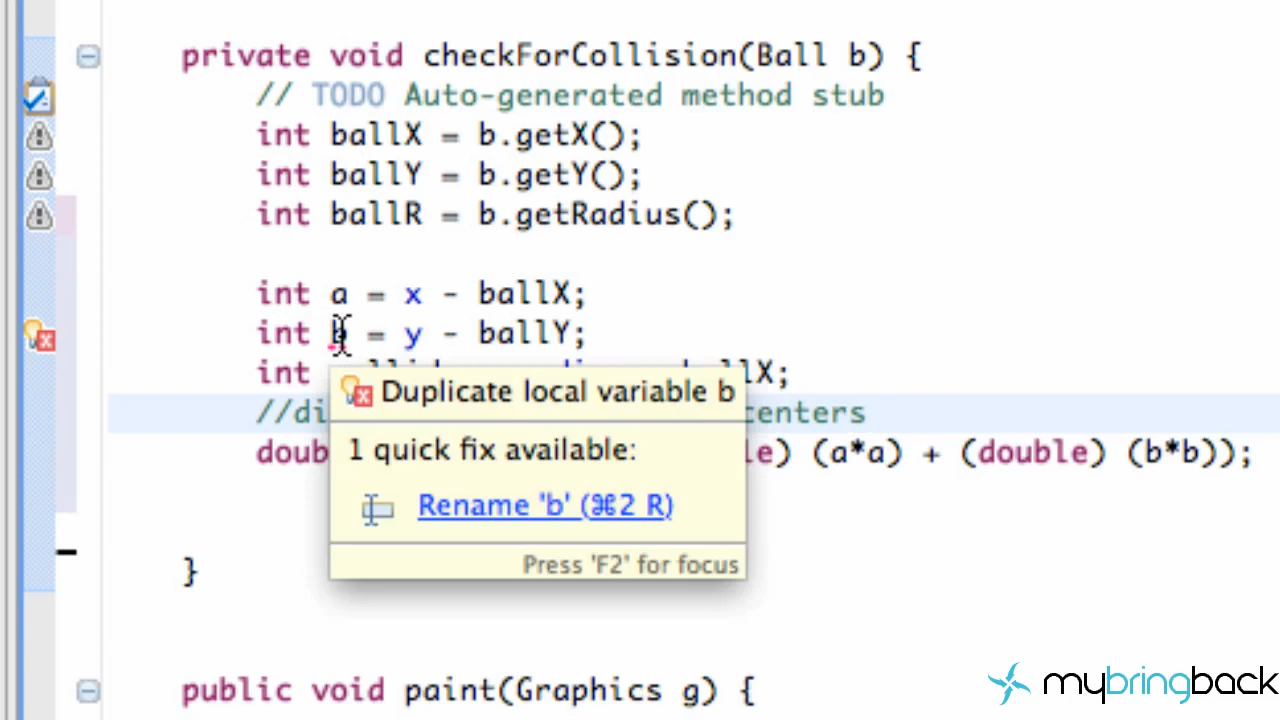 private void checkForCollision(Ball b) {
// TODO Auto-generated method stub
int ballX = b.getX();
int ballY = b.getY();
int ballR = b.getRadius();
int a = x - ballX;
int b = y - ballY;
int ballX;
Duplicate local variable b
//di centers
1 quick fix available:
doub le) (a*a) + (double) (b*b));
Rename 'b' (⌘2 R)
Press 'F2' for focus
}
public void paint(Graphics g) {
mybringback